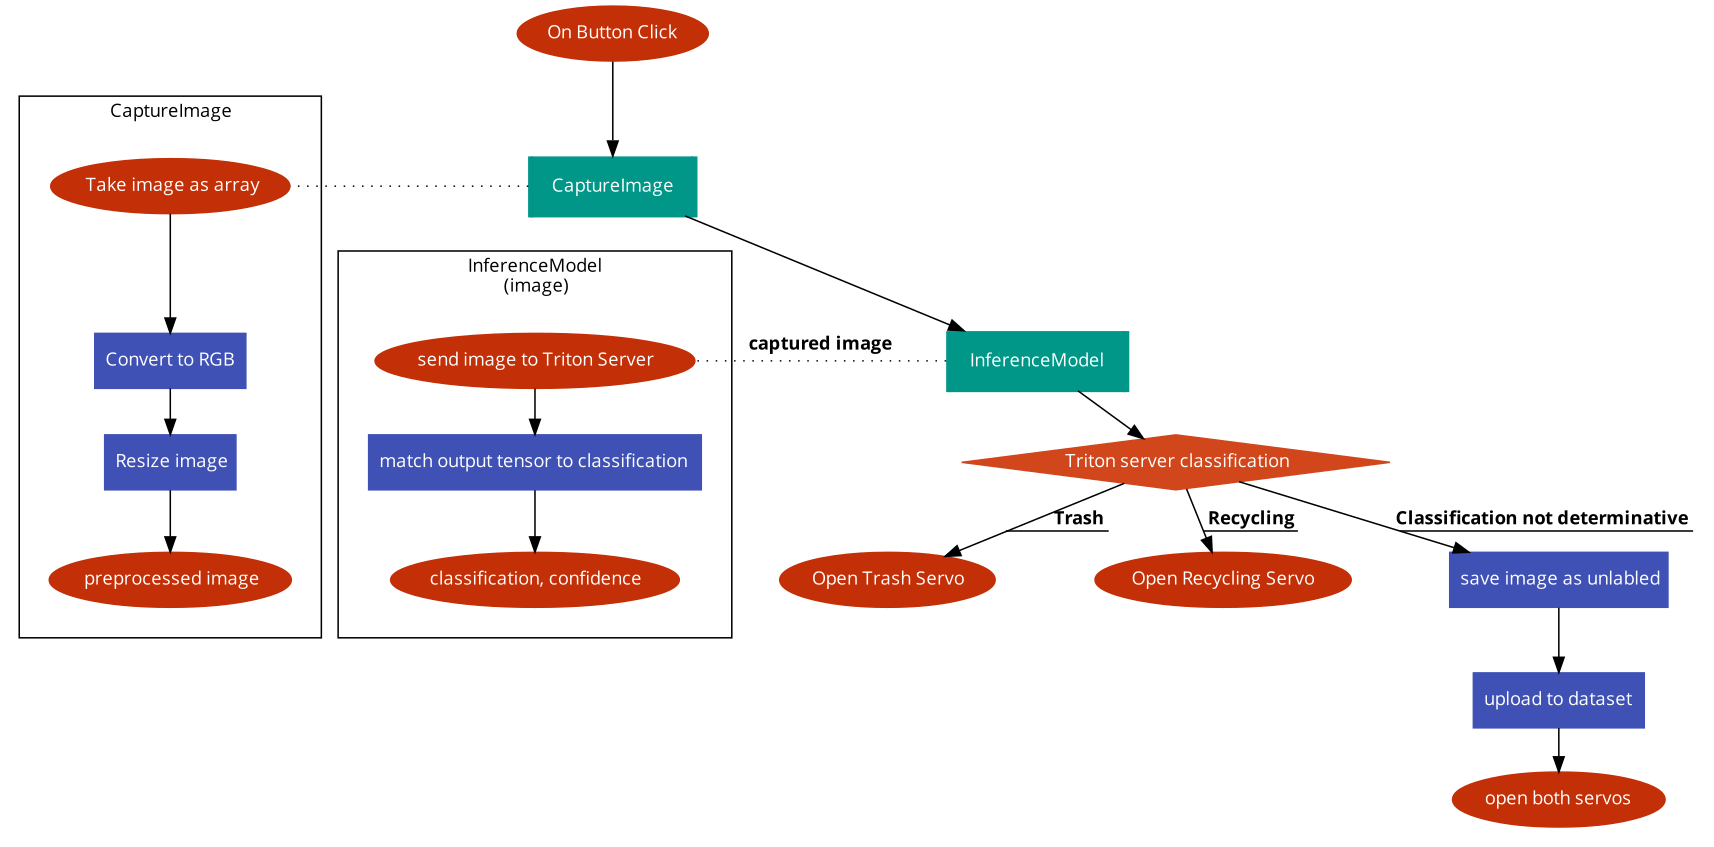 On Button Click
CaptureImage
Take image as array
CaptureImage
InferenceModel
(image)
captured image
send image to Triton Server
InferenceModel
Convert to RGB
Resize image
match output tensor to classification
Triton server classification
Trash
Recycling
Classification not determinative
preprocessed image
classification, confidence
Open Trash Servo
Open Recycling Servo
save image as unlabled
upload to dataset
open both servos